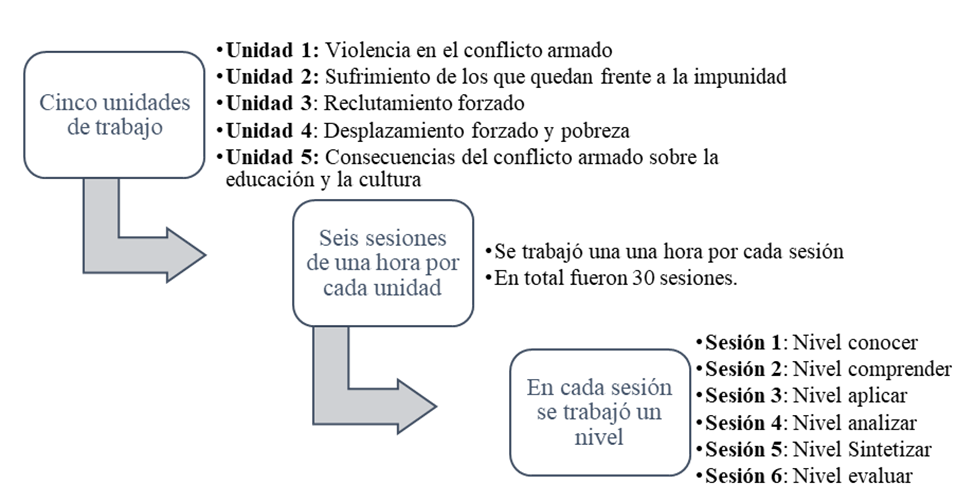 Cinco unidades
de trabajo
•Unidad 1: Violencia en el conflicto armado
•Unidad 2: Sufrimiento de los que quedan frente a la impunidad
•Unidad 3: Reclutamiento forzado
•Unidad 4: Desplazamiento forzado y pobreza
•Unidad 5: Consecuencias del conflicto armado sobre la
educación y la cultura
Seis sesiones
de una hora por
cada unidad
•Se trabajó una una hora por cada sesión
•En total fueron 30 sesiones.
En cada sesión
se trabajó un
nivel
•Sesión 1: Nivel conocer
•Sesión 2: Nivel comprender
•Sesión 3: Nivel aplicar
•Sesión 4: Nivel analizar
•Sesión 5: Nivel Sintetizar
•Sesión 6: Nivel evaluar